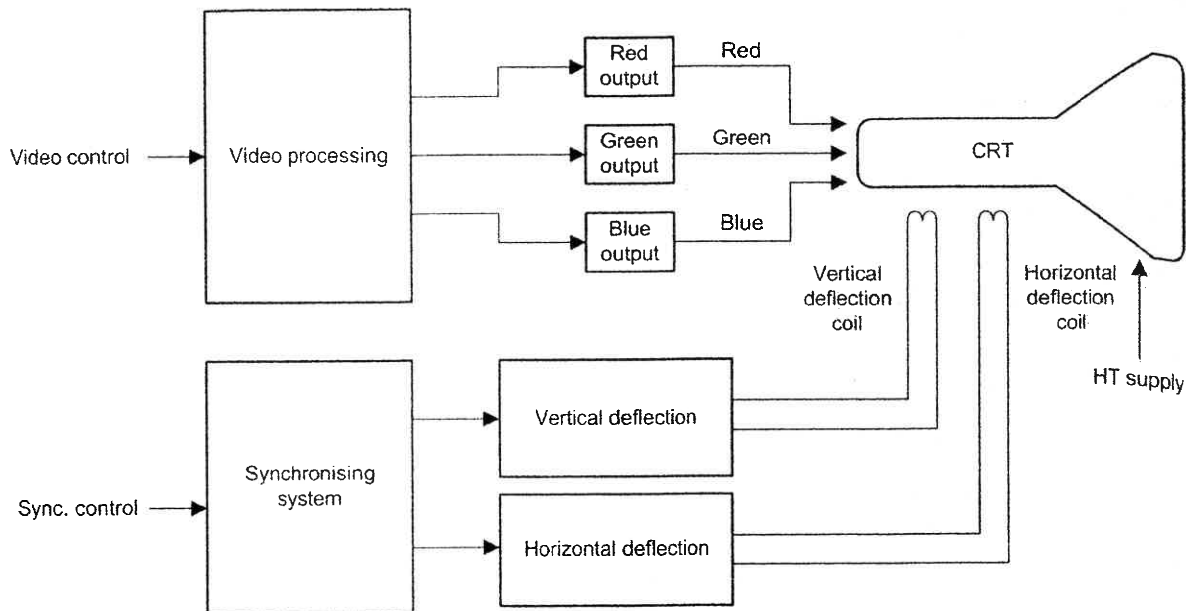 Red
output
Red
Video control
Video processing
Green
output
Green
CRT
Blue
output
Blue
Vertical
deflection
coil
Horizontal
deflection
coil
HT supply
Sync. control
Synchronising
system
Vertical deflection
Horizontal deflection